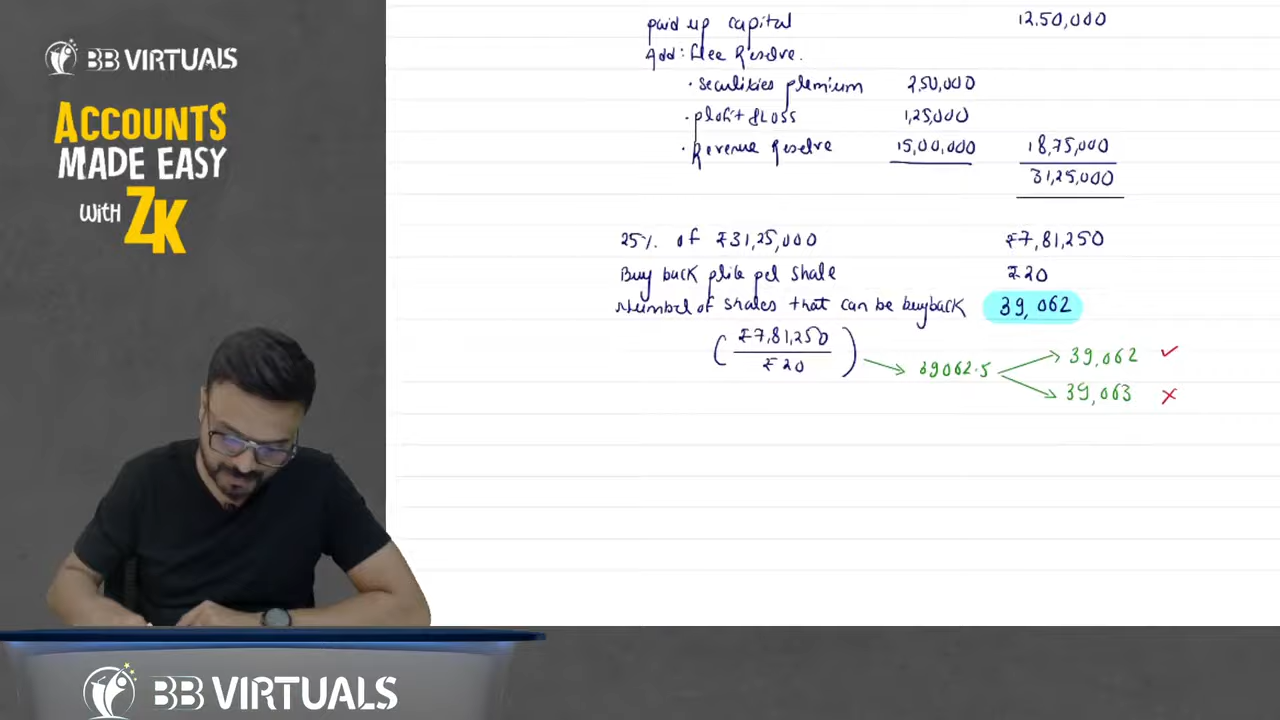 BB VIRTUALS
ACCOUNTS
MADE EASY
WITH ZK
paid up capital 12,50,000
Add: Free Reserve.
· Securities premium 2,50,000
· profit & Loss 1,25,000
· Revenue Reserve 15,00,000 18,75,000
31,25,000
25% of ₹31,25,000 ₹7,81,250
Buy back price per share ₹20
Number of shares that can be buyback 39,062
(₹7,81,250
₹20) 39062.5 39,062 ✓
39,063 ×
BB VIRTUALS